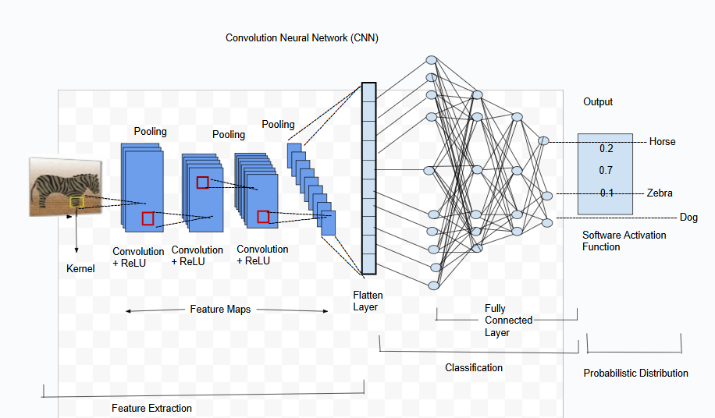 Convolution Neural Network (CNN)
Pooling
Pooling
Pooling
Output
0.2
Horse
0.7
0.1
Zebra
Dog
Software Activation
Function
Convolution
+ ReLU
Convolution
+ ReLU
Convolution
+ ReLU
Kernel
Feature Maps
Flatten
Layer
Fully
Connected
Layer
Classification
Probabilistic Distribution
Feature Extraction